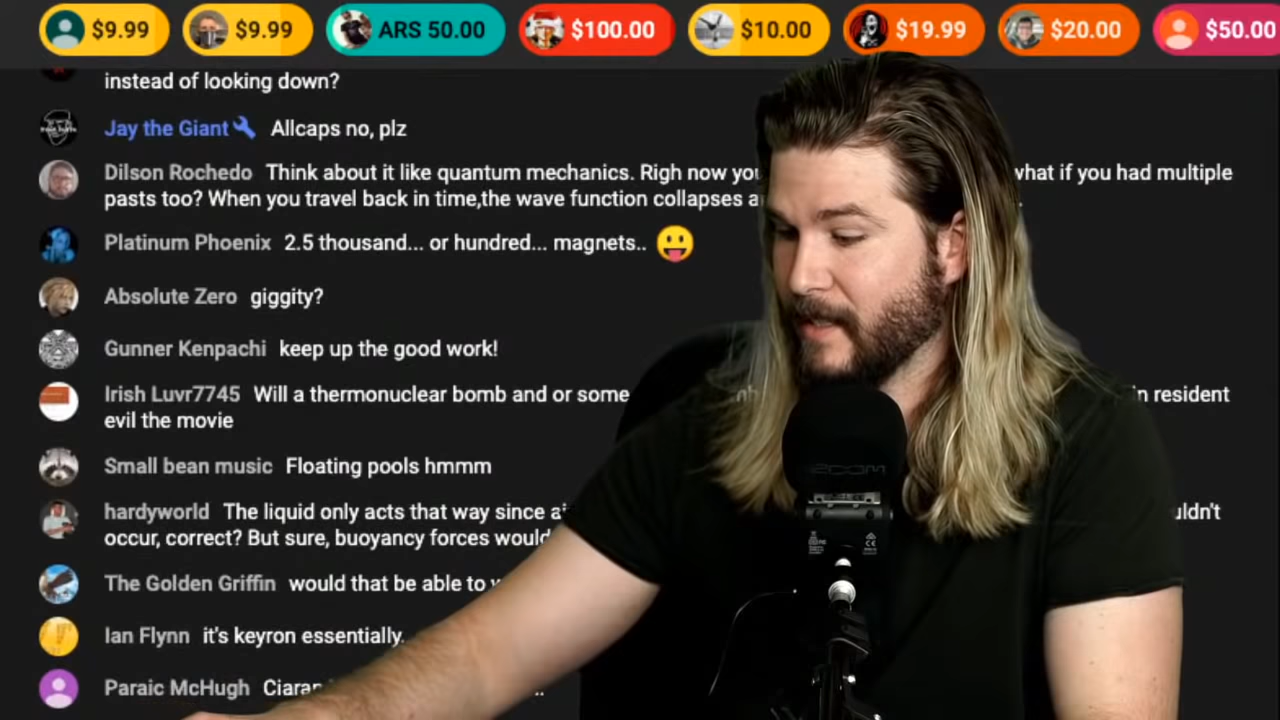 $9.99
$9.99
ARS 50.00
$100.00
$10.00
$19.99
$20.00
$50.00
instead of looking down?
Jay the Giant Allcaps no, plz
Dilson Rochedo Think about it like quantum mechanics. Righ now you what if you had multiple
pasts too? When you travel back in time,the wave function collapses
Platinum Phoenix 2.5 thousand... or hundred... magnets..
Absolute Zero giggity?
Gunner Kenpachi keep up the good work!
Irish Luvr7745 Will a thermonuclear bomb and or some in resident
evil the movie
Small bean music Floating pools hmmm
hardyworld The liquid only acts that way since
occur, correct? But sure, buoyancy forces would
The Golden Griffin would that be able to
Ian Flynn it's keyron essentially.
Paraic McHugh Ciaran
ZOOM